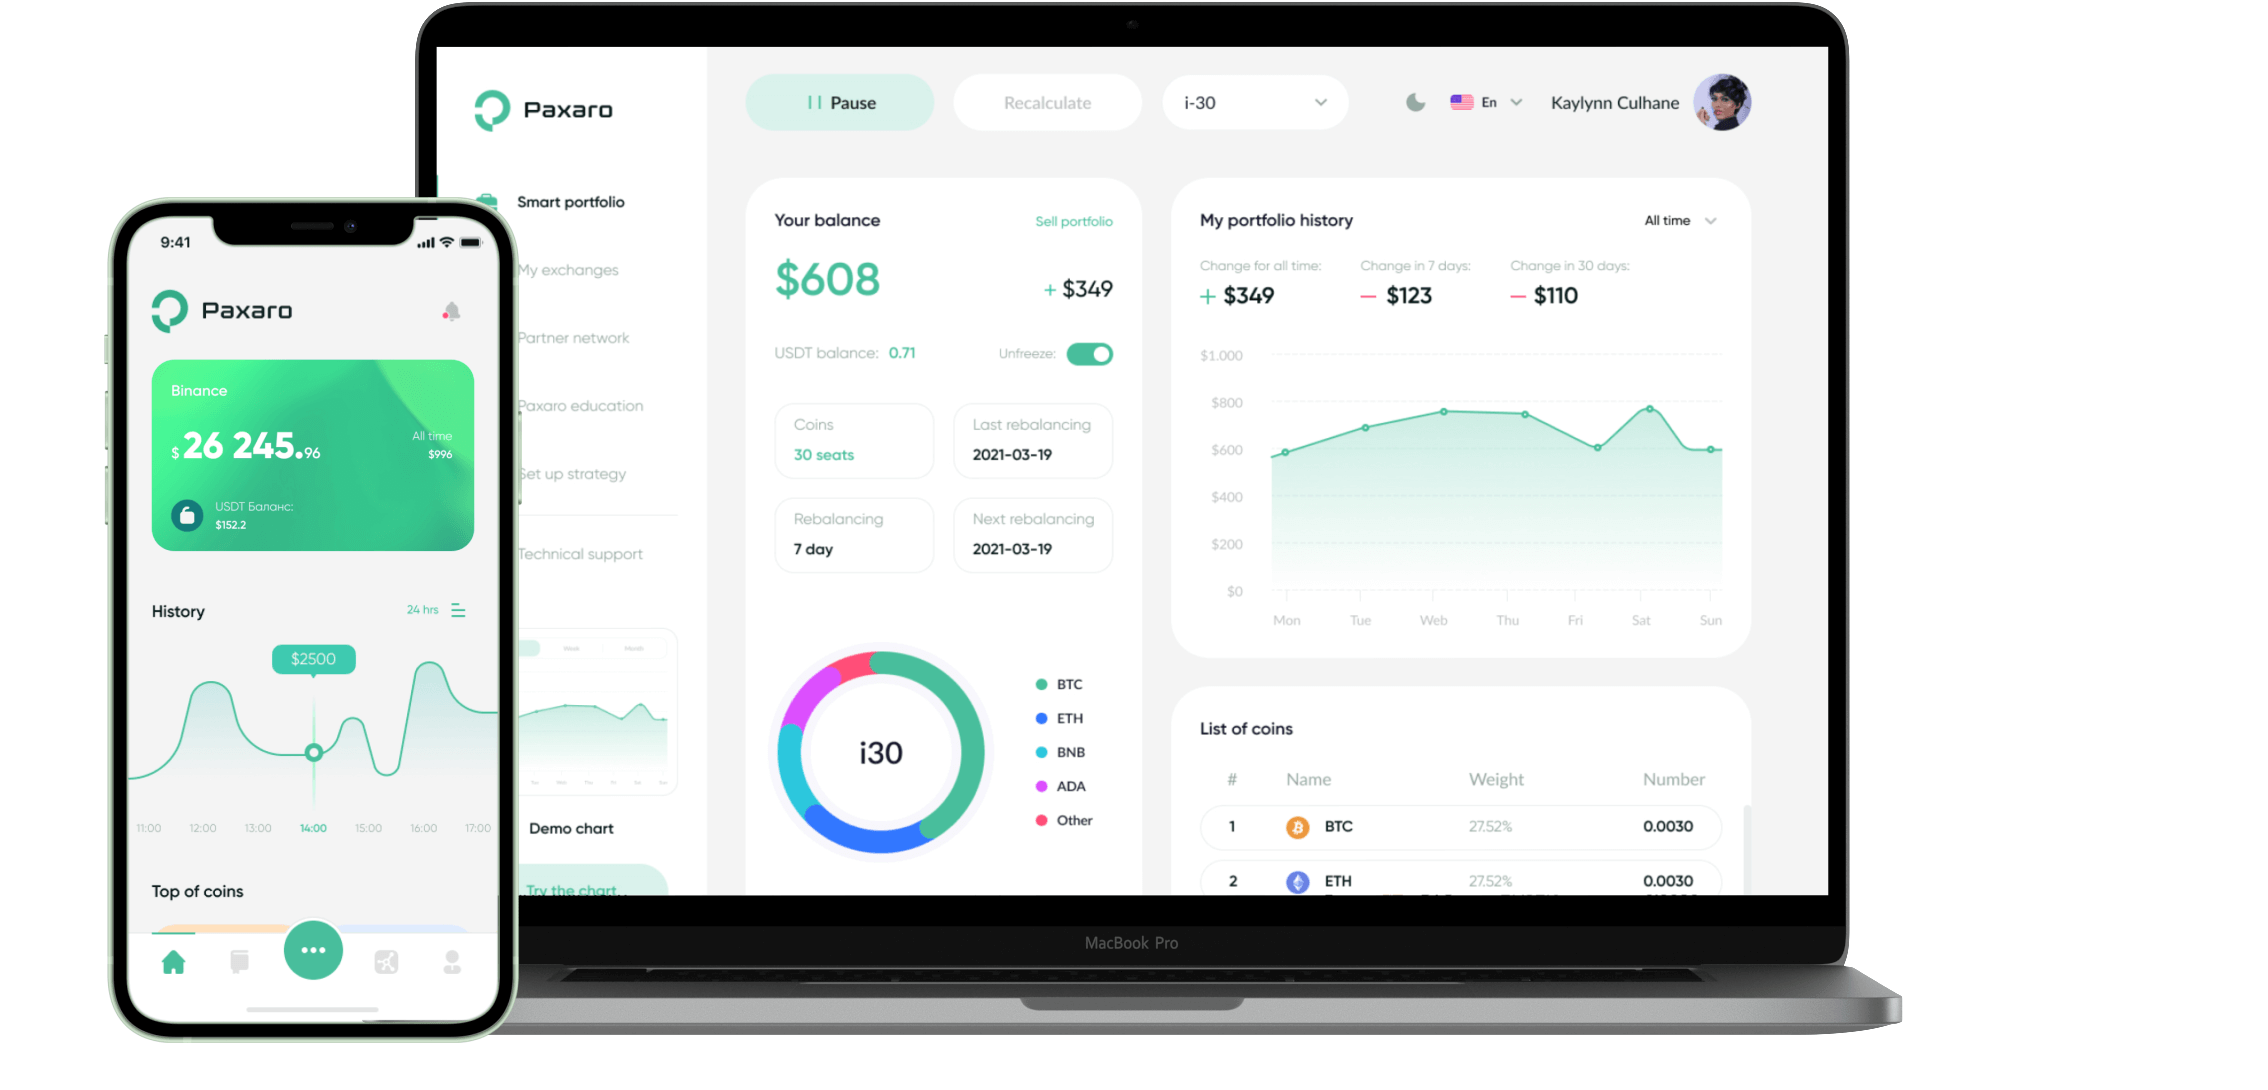 9:41
Paxaro
Binance
$ 26 245.96
All time
$996
USDT Баланс:
$152.2
History
24 hrs
$2500
11:00 12:00 13:00 14:00 15:00 16:00 17:00
Top of coins
Paxaro
Smart portfolio
My exchanges
Partner network
Paxaro education
Set up strategy
Technical support
Week Month
Demo chart
Try the chart
Pause
Recalculate
i-30
En
Kaylynn Culhane
Your balance
Sell portfolio
$608
+ $349
USDT balance: 0.71
Unfreeze:
Coins
30 seats
Last rebalancing
2021-03-19
Rebalancing
7 day
Next rebalancing
2021-03-19
i30
BTC
ETH
BNB
ADA
Other
My portfolio history
All time
Change for all time:
+ $349
Change in 7 days:
– $123
Change in 30 days:
– $110
$1.000
$800
$600
$400
$200
$0
Mon Tue Web Thu Fri Sat Sun
List of coins
# Name Weight Number
1 BTC 27.52% 0.0030
2 ETH 27.52% 0.0030
MacBook Pro